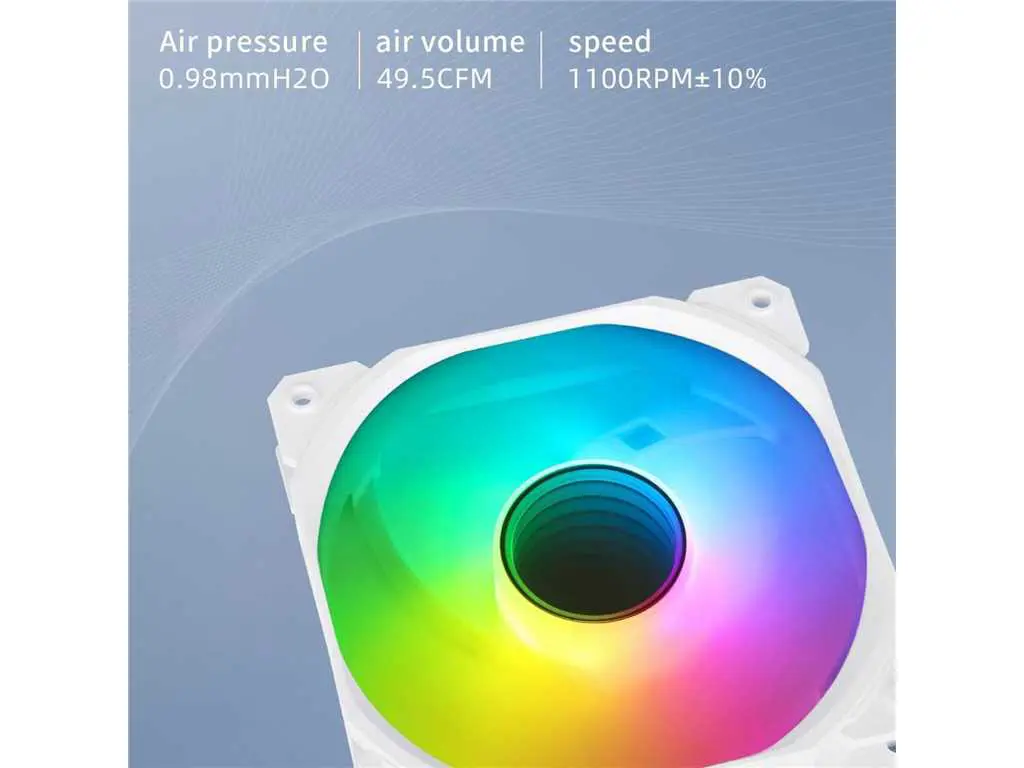 Air pressure
0.98mmH2O
air volume
49.5CFM
speed
1100RPM±10%